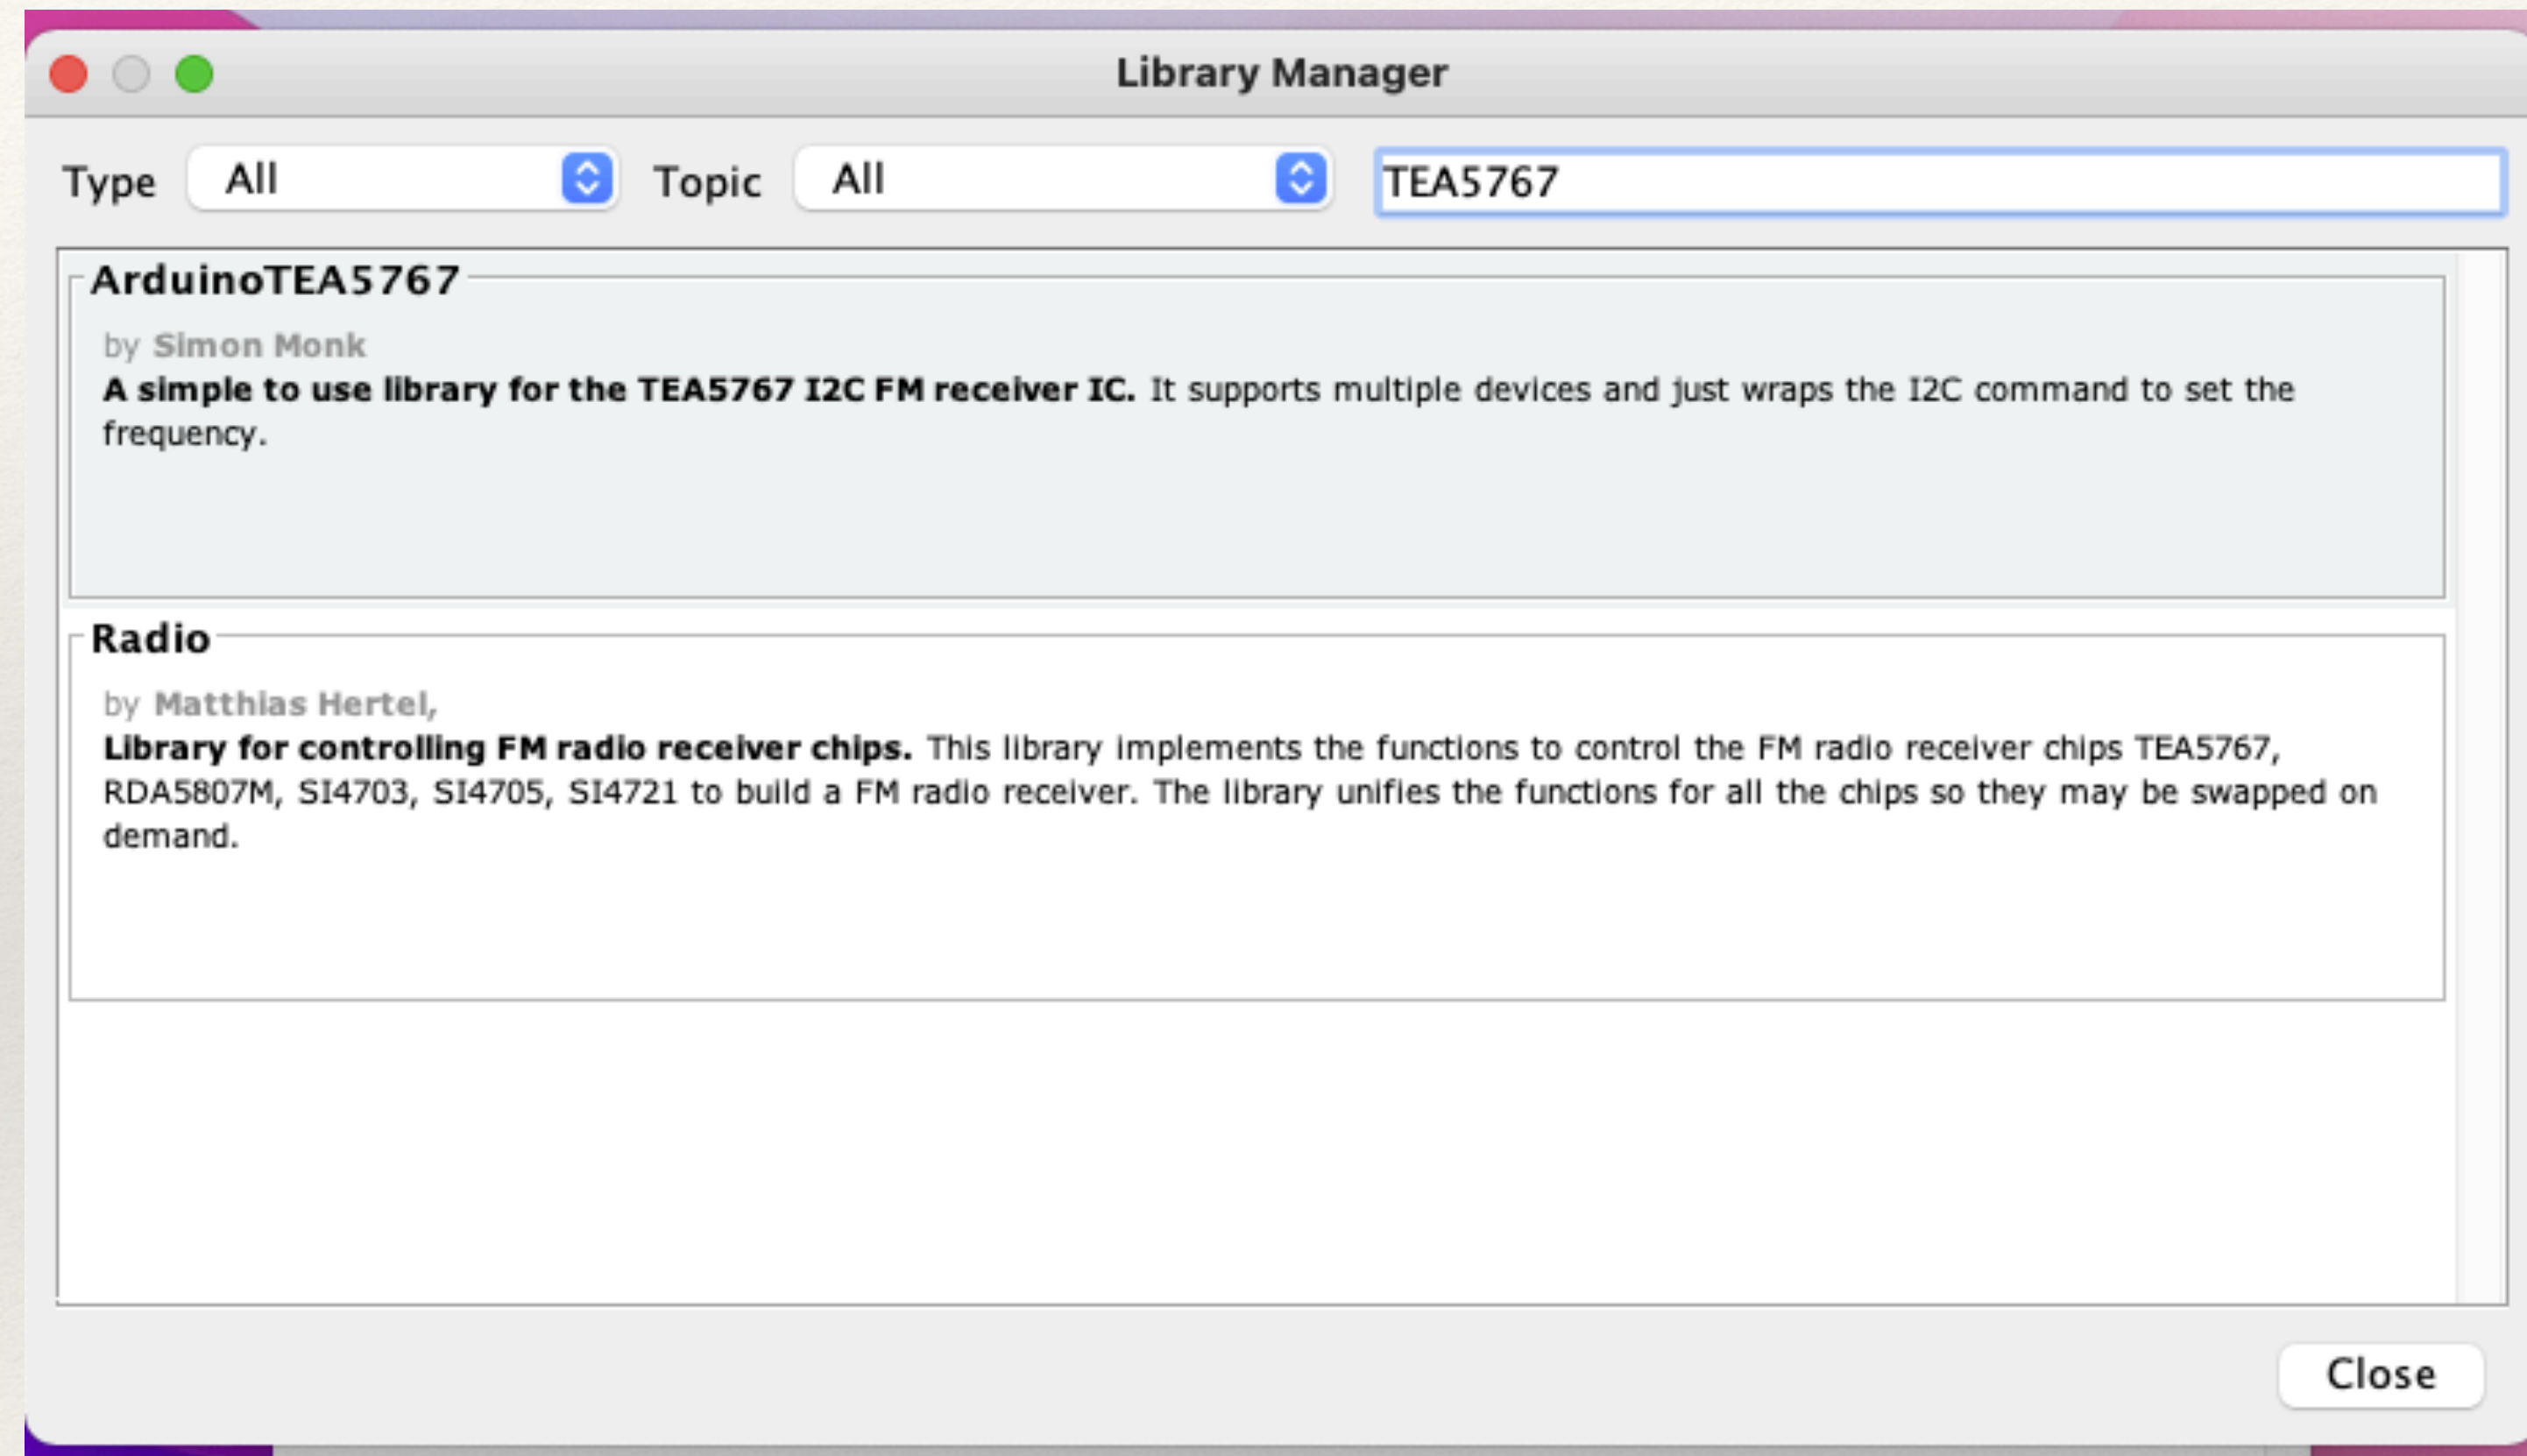 Library Manager
Type All Topic All TEA5767
ArduinoTEA5767
by Simon Monk
A simple to use library for the TEA5767 I2C FM receiver IC. It supports multiple devices and just wraps the I2C command to set the
frequency.
Radio
by Matthias Hertel,
Library for controlling FM radio receiver chips. This library implements the functions to control the FM radio receiver chips TEA5767,
RDA5807M, SI4703, SI4705, SI4721 to build a FM radio receiver. The library unifies the functions for all the chips so they may be swapped on
demand.
Close